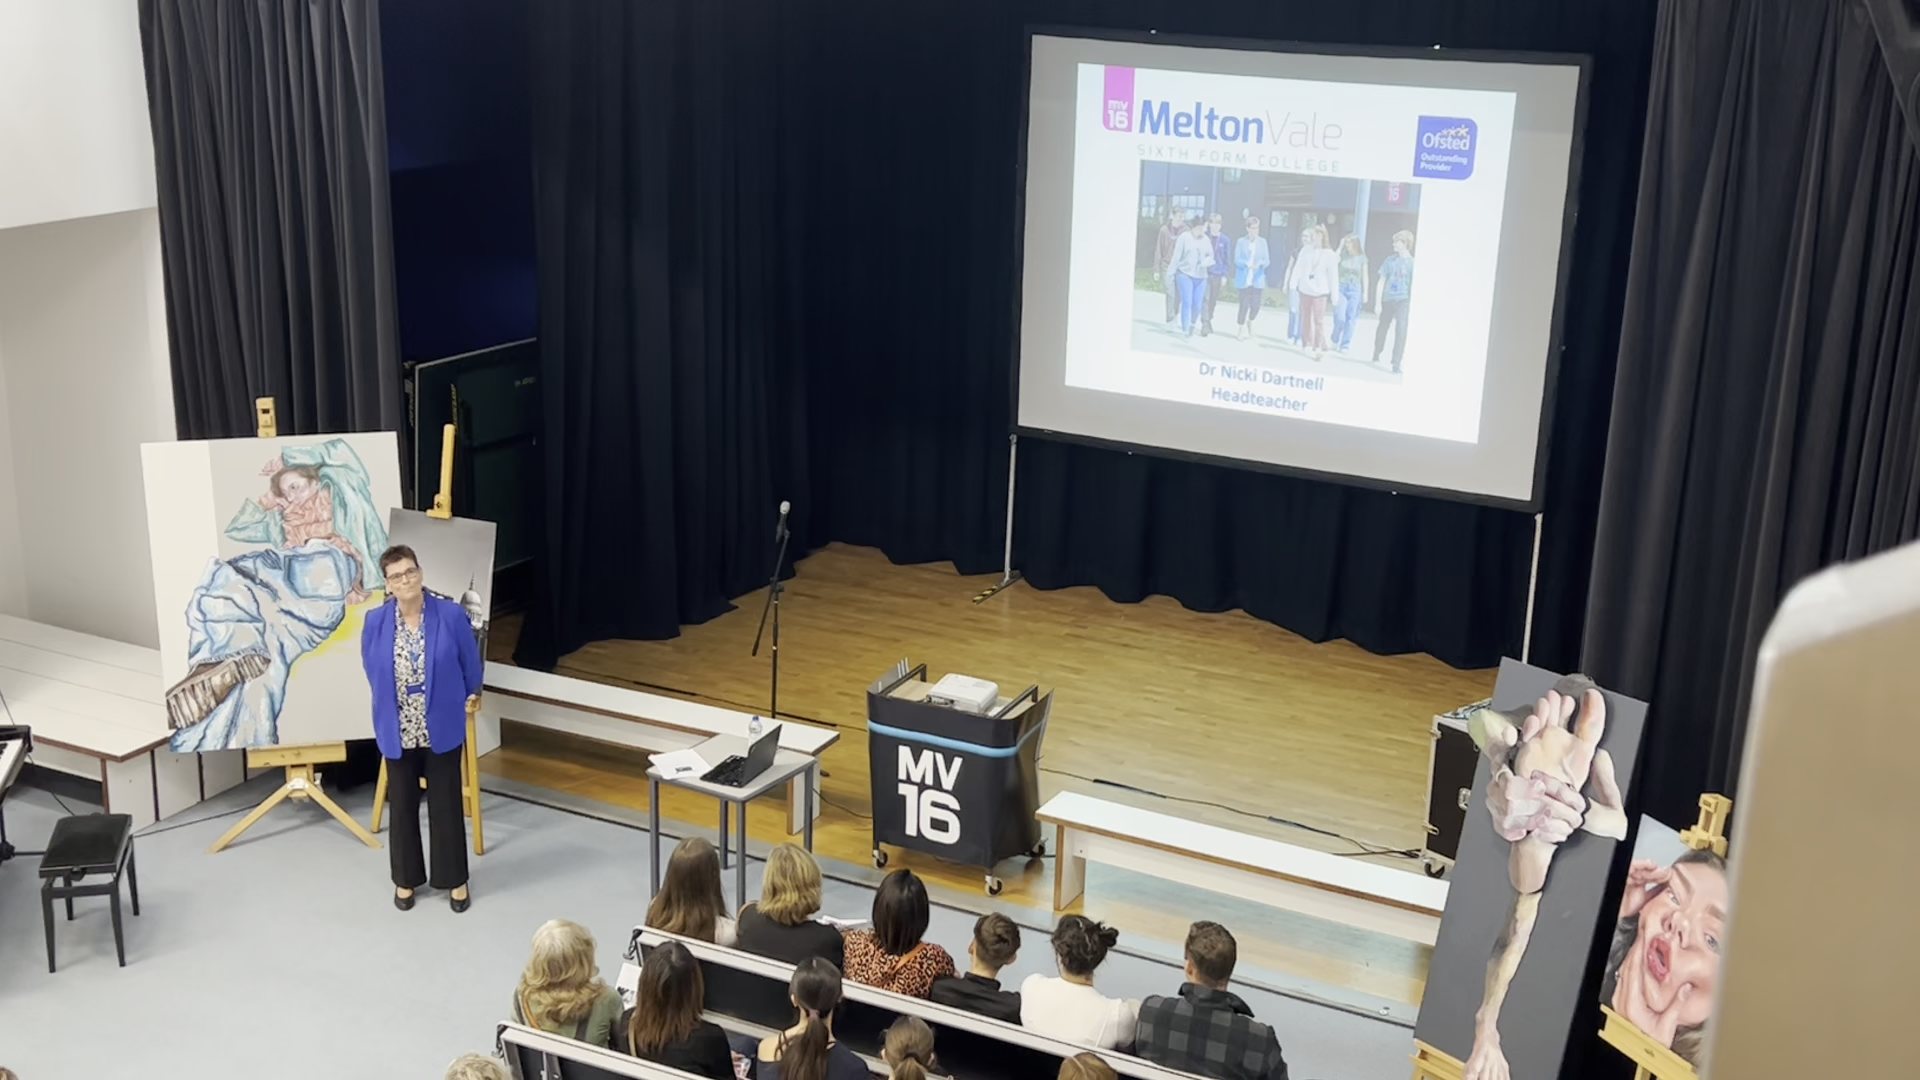 mv
16
MeltonVale
SIXTH FORM COLLEGE
Ofsted
Outstanding
Provider
Dr Nicki Dartnell
Headteacher
MV
16